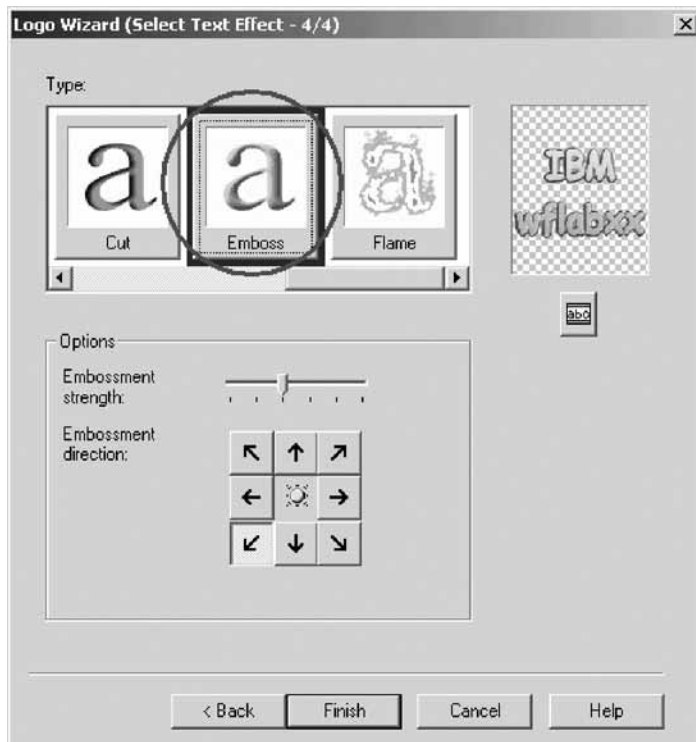 Logo Wizard (Select Text Effect - 4/4)
Type:
a a a
Cut Emboss Flame
IBM
wflabxx
abc
Options
Embossment
strength:
Embossment
direction:
< Back Finish Cancel Help